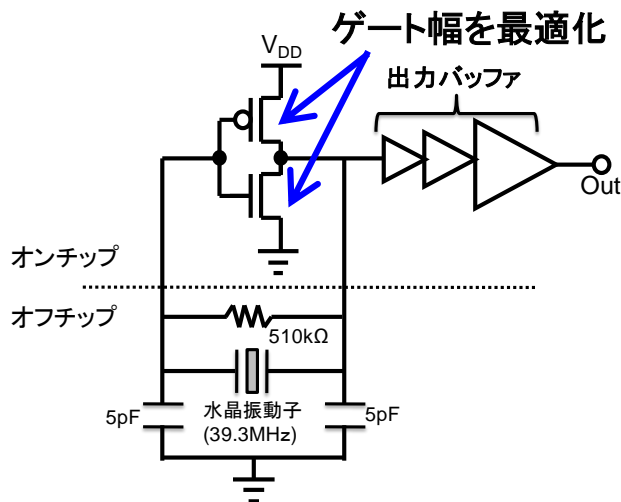 ゲート幅を最適化
VDD
出力バッファ
Out
オンチップ
オフチップ
510kΩ
5pF
水晶振動子
(39.3MHz)
5pF